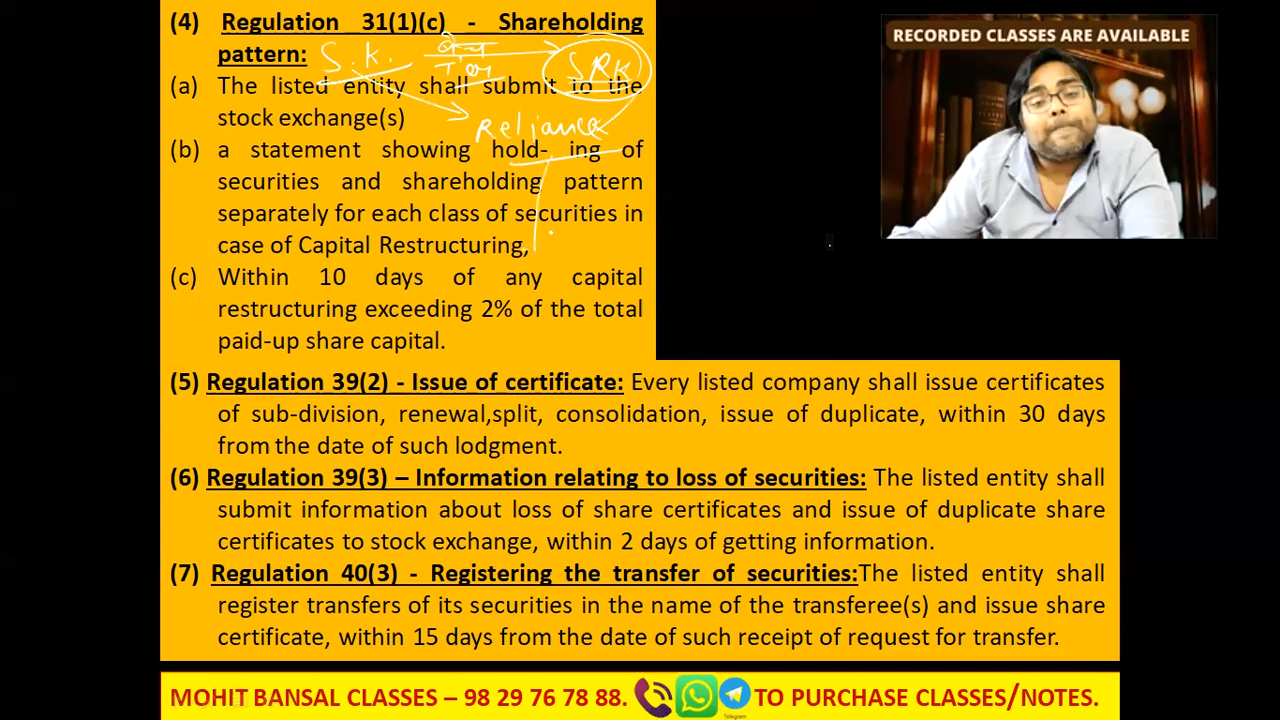 (4) Regulation 31(1)(c) - Shareholding
pattern:
S.K.
SRK
(a) The listed entity shall submit to the
stock exchange(s)
Reliance
(b) a statement showing hold- ing of
securities and shareholding pattern
separately for each class of securities in
case of Capital Restructuring,
(c) Within 10 days of any capital
restructuring exceeding 2% of the total
paid-up share capital.
(5) Regulation 39(2) - Issue of certificate: Every listed company shall issue certificates
of sub-division, renewal,split, consolidation, issue of duplicate, within 30 days
from the date of such lodgment.
(6) Regulation 39(3) – Information relating to loss of securities: The listed entity shall
submit information about loss of share certificates and issue of duplicate share
certificates to stock exchange, within 2 days of getting information.
(7) Regulation 40(3) - Registering the transfer of securities:The listed entity shall
register transfers of its securities in the name of the transferee(s) and issue share
certificate, within 15 days from the date of such receipt of request for transfer.
RECORDED CLASSES ARE AVAILABLE
MOHIT BANSAL CLASSES – 98 29 76 78 88. TO PURCHASE CLASSES/NOTES.
Telegram